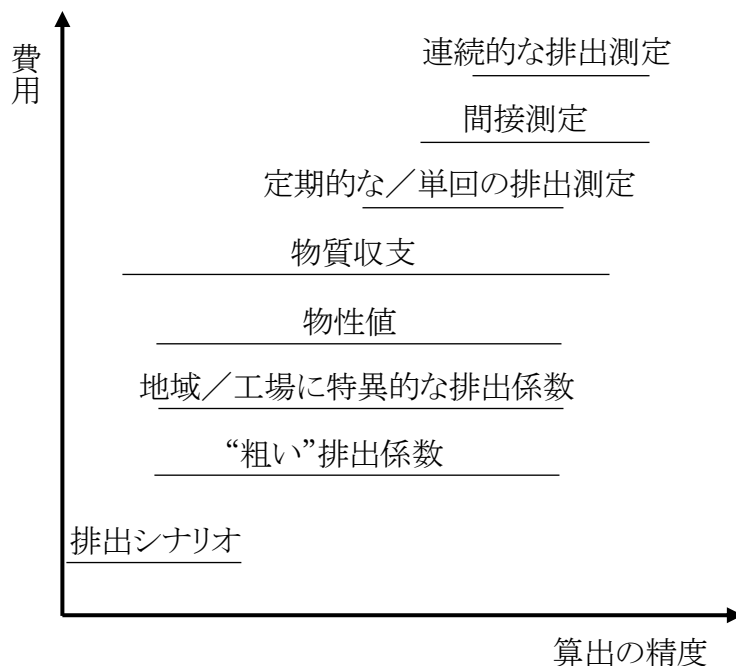 費用
連続的な排出測定
間接測定
定期的な／単回の排出測定
物質収支
物性値
地域／工場に特異的な排出係数
“粗い”排出係数
排出シナリオ
算出の精度